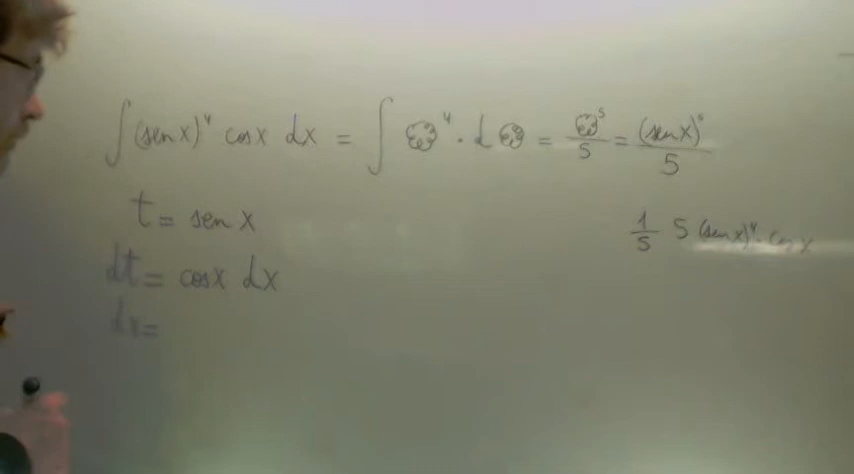 ∫(sen x)⁴ cos x dx = ∫ ⁴ · d = ⁵/5 = (sen x)⁵/5
t = sen x
1/5 5 (sen x)⁴ · cos x
dt = cos x dx
dx =